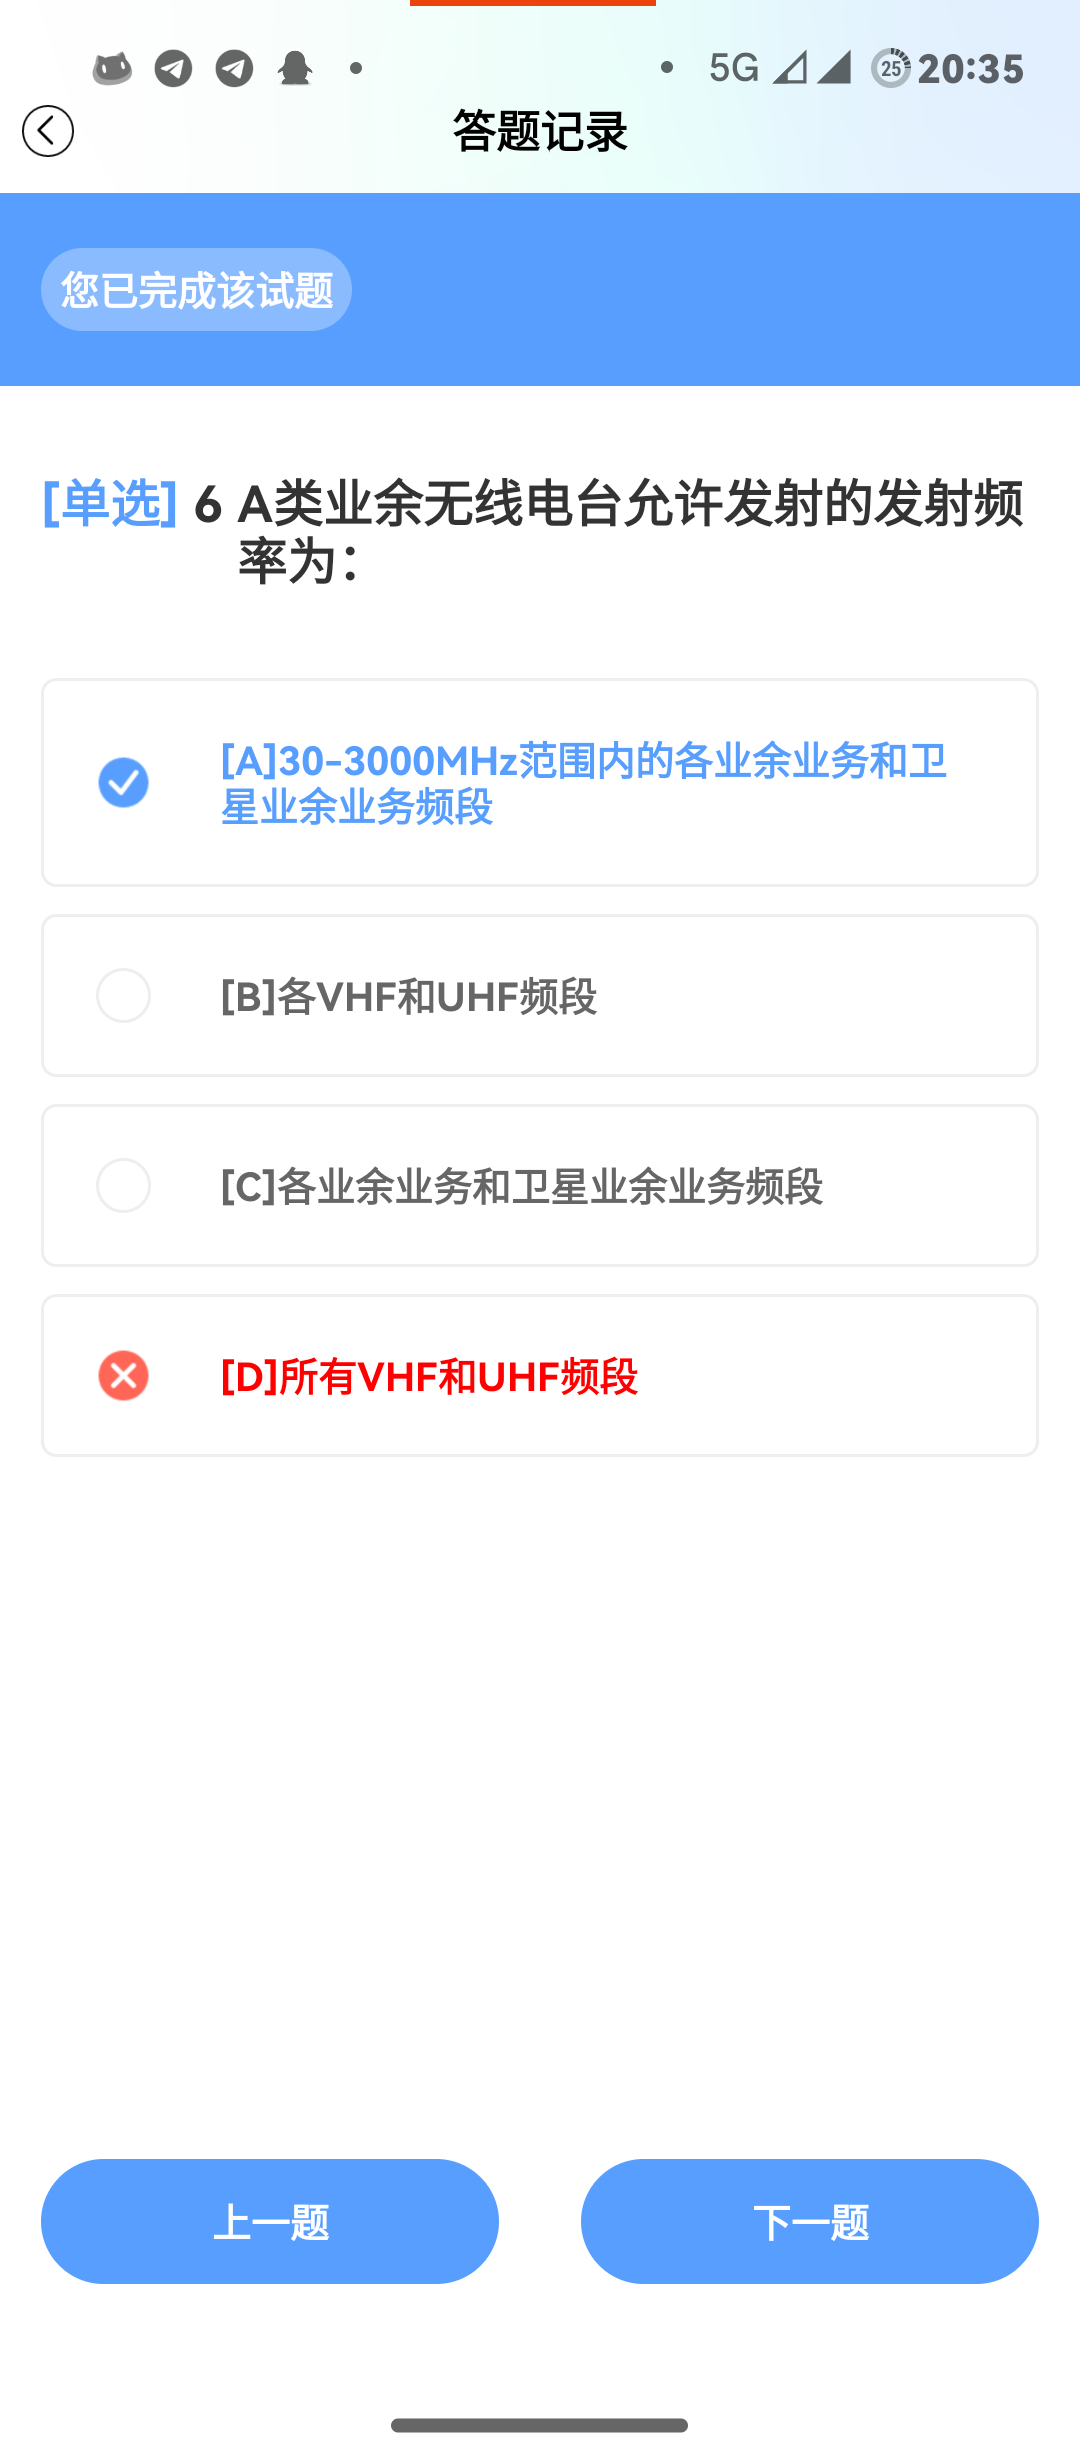 5G 25 20:35
答题记录
您已完成该试题
[单选] 6 A类业余无线电台允许发射的发射频
率为：
[A]30-3000MHz范围内的各业余业务和卫
星业余业务频段
[B]各VHF和UHF频段
[C]各业余业务和卫星业余业务频段
[D]所有VHF和UHF频段
上一题 下一题